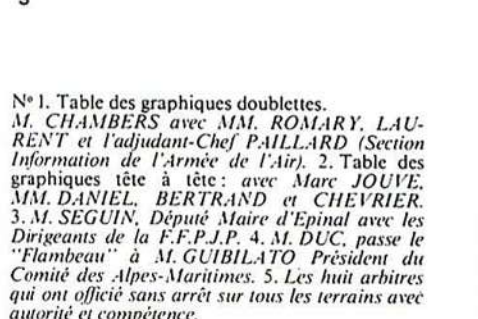 N° 1. Table des graphiques doublettes.
M. CHAMBERS avec MM. ROMARY, LAU-
RENT et l'adjudant-Chef PAILLARD (Section
Information de l'Armée de l'Air). 2. Table des
graphiques tête à tête : avec Marc JOUVE,
MM. DANIEL, BERTRAND et CHEVRIER.
3. M. SEGUIN, Député Maire d'Epinal avec les
Dirigeants de la F.F.P.J.P. 4. M. DUC, passe le
"Flambeau" à M. GUIBILATO Président du
Comité des Alpes-Maritimes. 5. Les huit arbitres
qui ont officié sans arrêt sur tous les terrains avec
autorité et compétence.